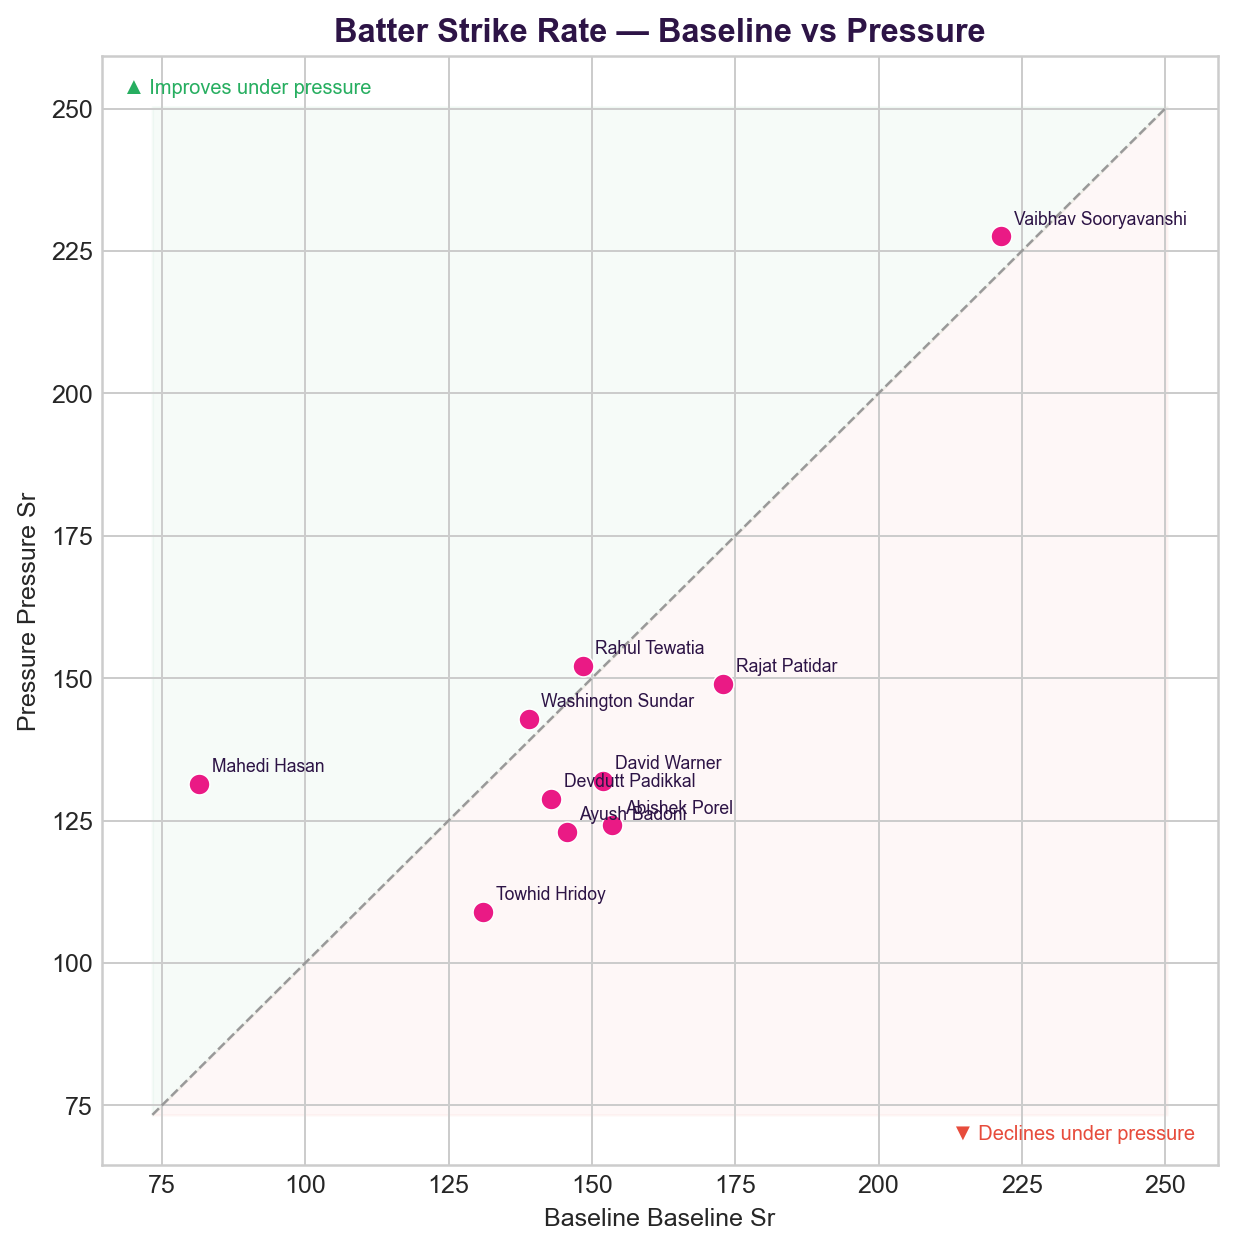 Batter Strike Rate — Baseline vs Pressure
▲ Improves under pressure
250
Vaibhav Sooryavanshi
225
200
175
Rahul Tewatia
Rajat Patidar
150
Washington Sundar
Mahedi Hasan
David Warner
Devdutt Padikkal
Abishek Porel
Ayush Badoni
125
Towhid Hridoy
100
75
▼ Declines under pressure
Pressure Pressure Sr
75 100 125 150 175 200 225 250
Baseline Baseline Sr